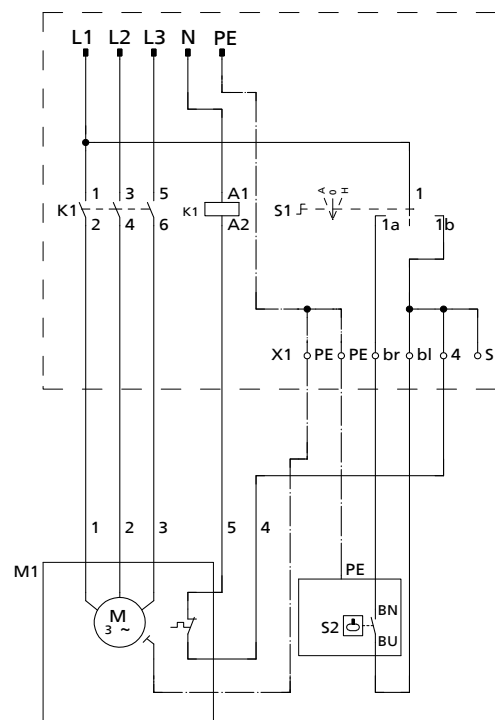 L1 L2 L3 N PE
1 3 5 A1 1
K1 K1 S1 A O H
2 4 6 A2 1a 1b
X1 PE PE br bl 4 S
1 2 3 5 4
M1 PE
M BN
3 ~ S2
BU